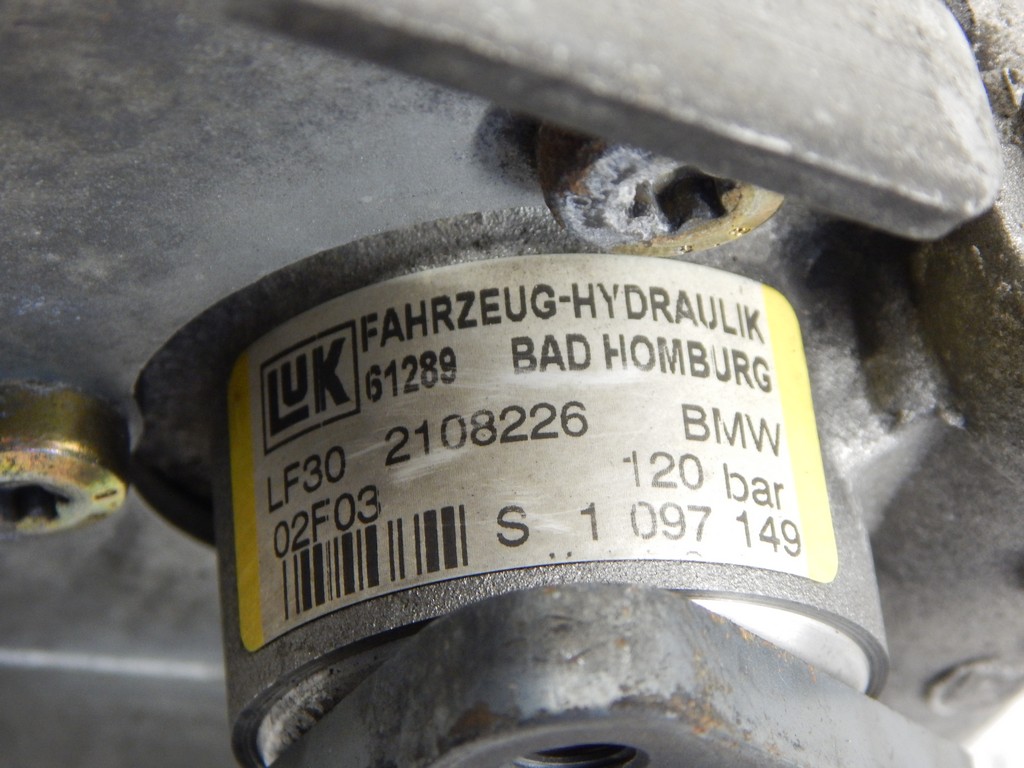 LUK FAHRZEUG-HYDRAULIK
61289 BAD HOMBURG
LF30 2108226 BMW
02F03 120 bar
S 1 097 149